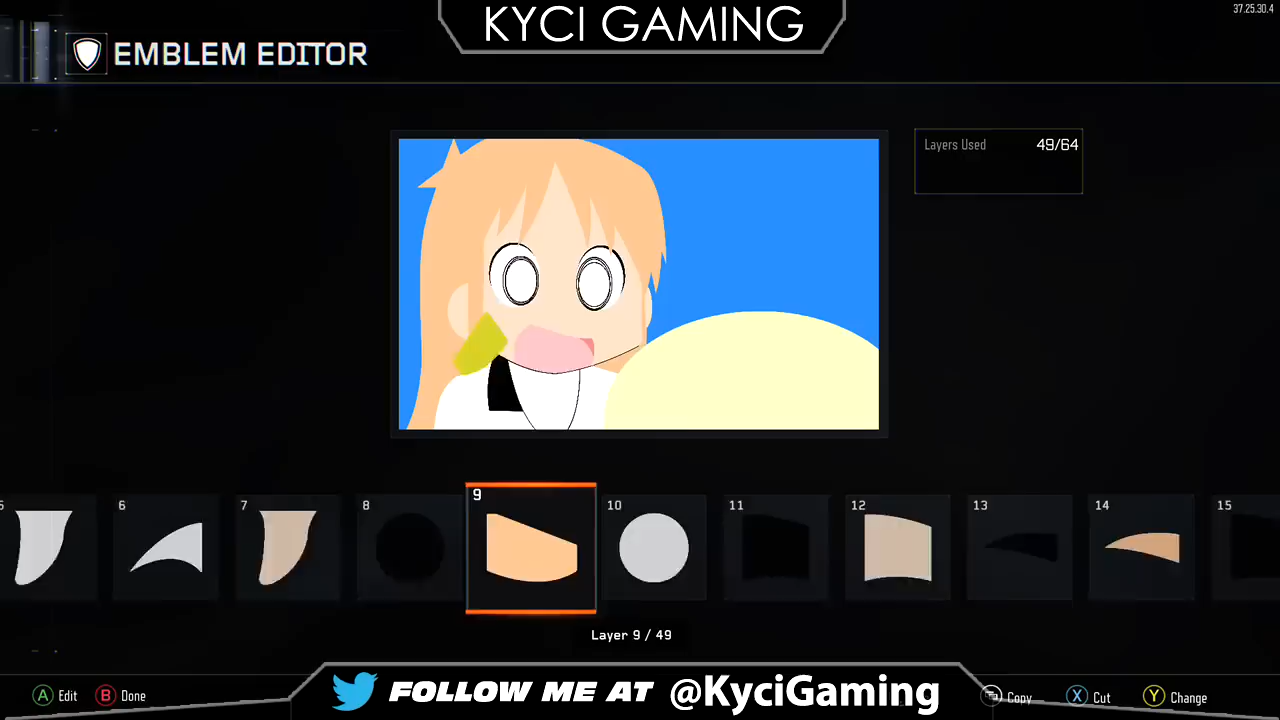 KYCI GAMING
37.25.30.4
EMBLEM EDITOR
Layers Used 49/64
5 6 7 8 9 10 11 12 13 14 15
Layer 9 / 49
FOLLOW ME AT @KyciGaming
A Edit B Done Copy X Cut Y Change